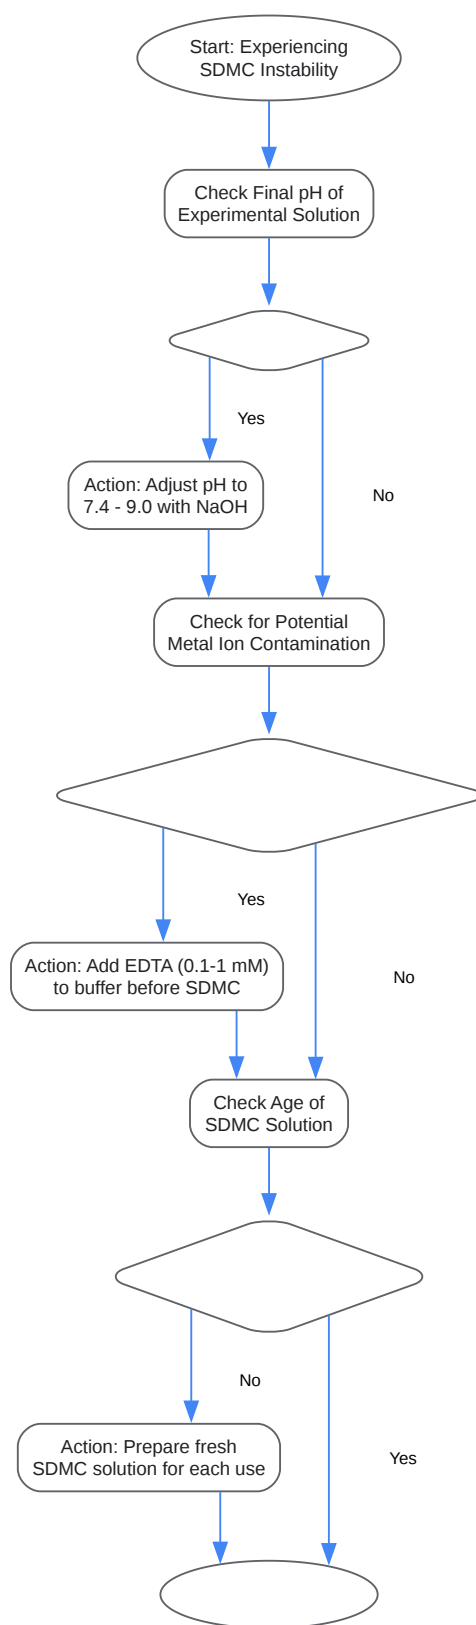 Start: Experiencing
SDMC Instability
Check Final pH of
Experimental Solution
Yes
Action: Adjust pH to
7.4 - 9.0 with NaOH
No
Check for Potential
Metal Ion Contamination
Yes
Action: Add EDTA (0.1-1 mM)
to buffer before SDMC
No
Check Age of
SDMC Solution
No
Action: Prepare fresh
SDMC solution for each use
Yes